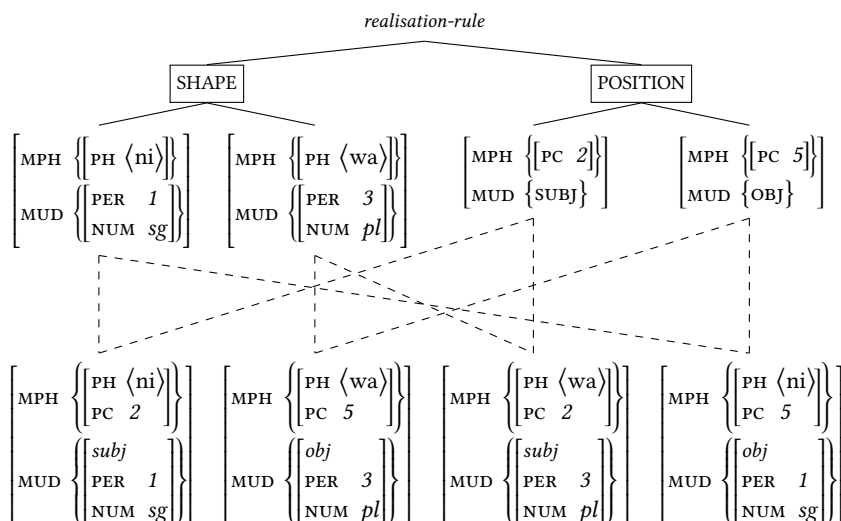 realisation-rule
SHAPE POSITION
[MPH {[PH ⟨ni⟩]}] [MPH {[PH ⟨wa⟩]}] [MPH {[PC 2]}] [MPH {[PC 5]}]
[MUD {[PER 1]}] [MUD {[PER 3]}] [MUD {SUBJ}] [MUD {OBJ}]
[NUM sg] [NUM pl]
[MPH {[PH ⟨ni⟩]}] [MPH {[PH ⟨wa⟩]}] [MPH {[PH ⟨wa⟩]}] [MPH {[PH ⟨ni⟩]}]
[PC 2] [PC 5] [PC 2] [PC 5]
[subj] [obj] [subj] [obj]
[MUD {[PER 1]}] [MUD {[PER 3]}] [MUD {[PER 3]}] [MUD {[PER 1]}]
[NUM sg] [NUM pl] [NUM pl] [NUM sg]